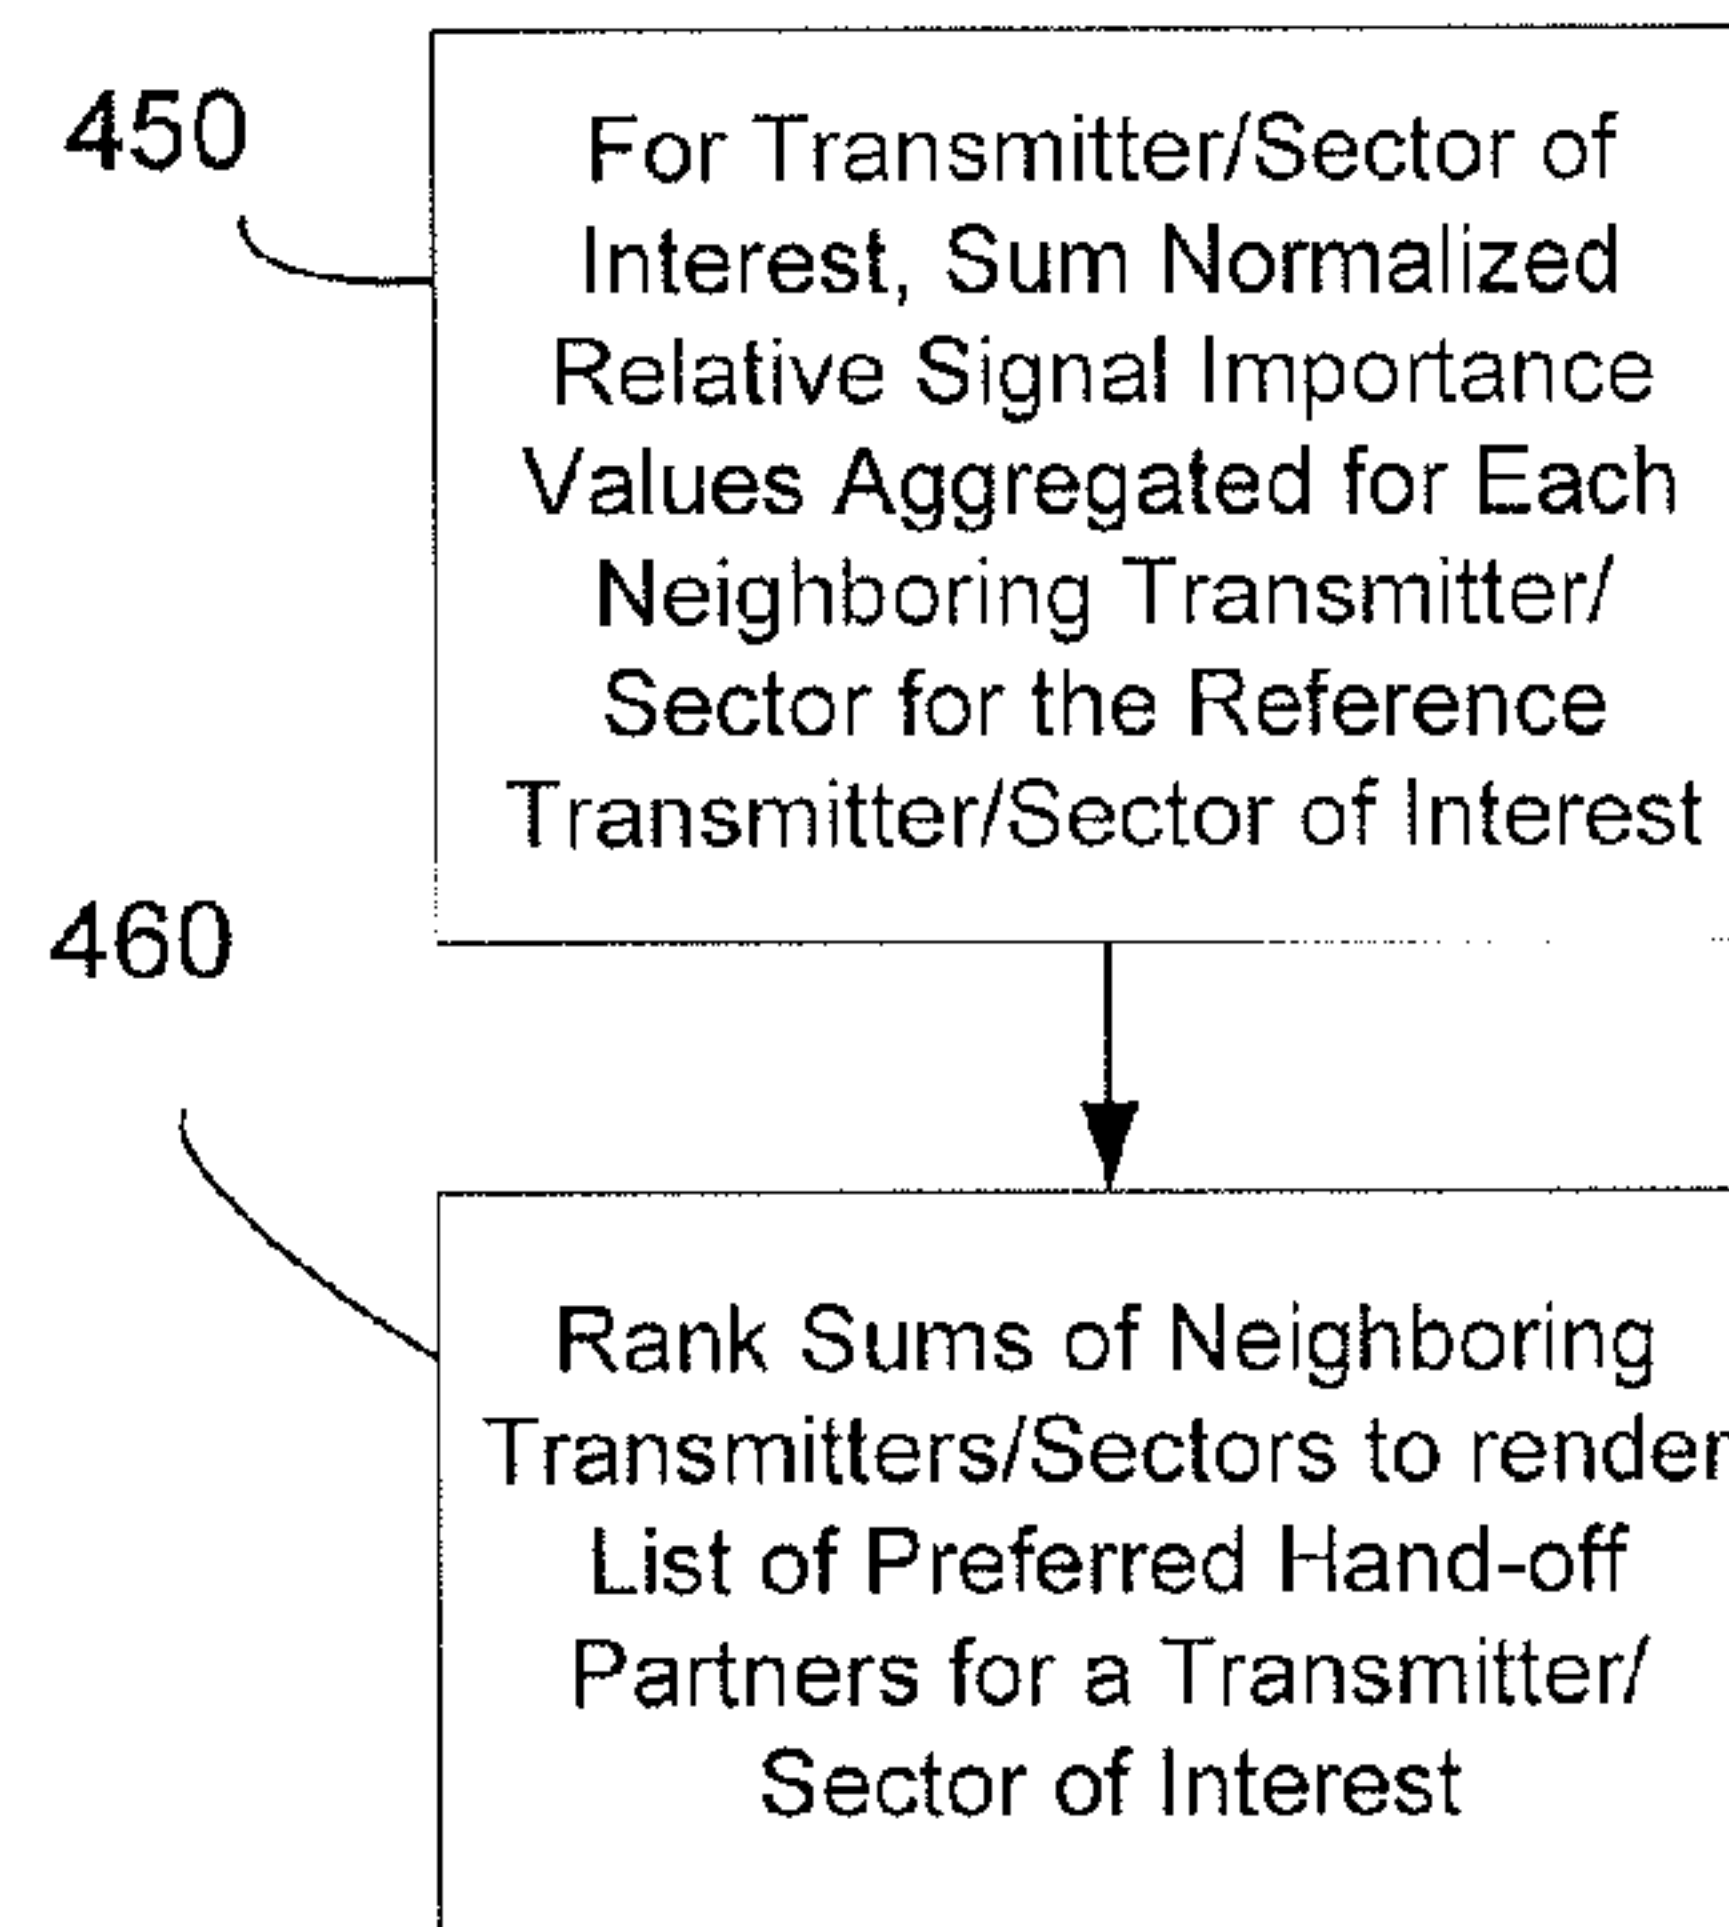 450
For Transmitter/Sector of
Interest, Sum Normalized
Relative Signal Importance
Values Aggregated for Each
Neighboring Transmitter/
Sector for the Reference
Transmitter/Sector of Interest
460
Rank Sums of Neighboring
Transmitters/Sectors to render
List of Preferred Hand-off
Partners for a Transmitter/
Sector of Interest